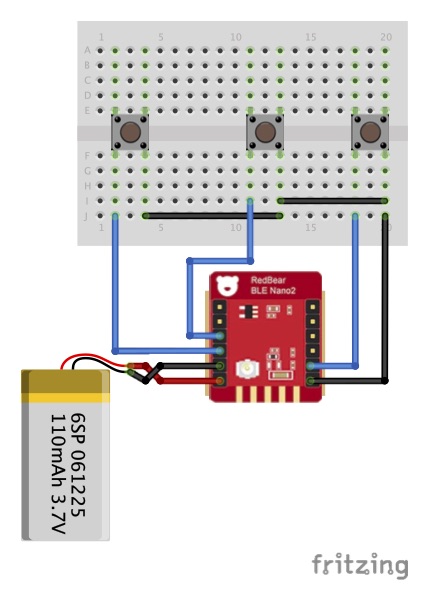 1 5 10 15 20
A
B
C
D
E
F
G
H
I
J
1 5 10 15 20
RedBear
BLE Nano2
6SP 061225
110mAh 3.7V
fritzing